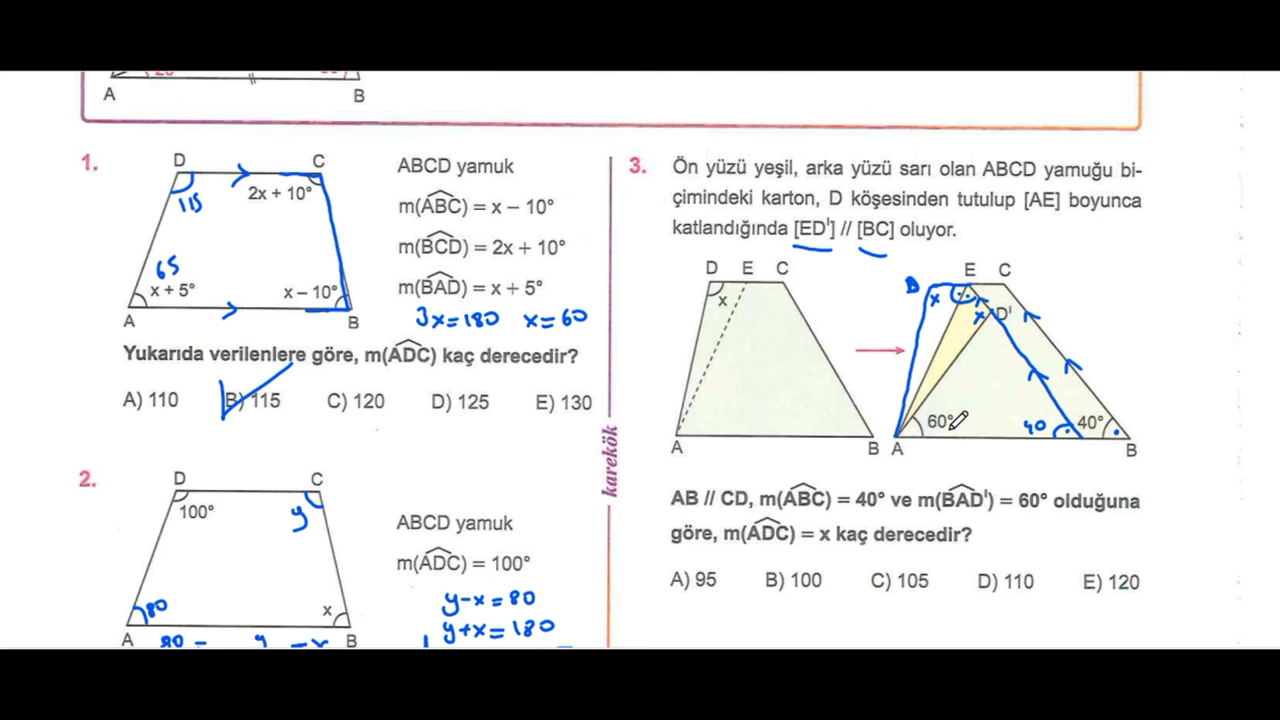 A B
1.
D C
115 2x + 10°
65
x + 5° x – 10°
A B
ABCD yamuk
m(ABC) = x – 10°
m(BCD) = 2x + 10°
m(BAD) = x + 5°
3x=180 x=60
Yukarıda verilenlere göre, m(ADC) kaç derecedir?
A) 110 B) 115 C) 120 D) 125 E) 130
2.
D C
100° y
80 x
A B
80 – y – x
ABCD yamuk
m(ADC) = 100°
y-x=80
y+x=180
karekök
3. Ön yüzü yeşil, arka yüzü sarı olan ABCD yamuğu bi-
çimindeki karton, D köşesinden tutulup [AE] boyunca
katlandığında [ED'] // [BC] oluyor.
D E C
x
A B
E C
D x
x D'
60° 40 40°
A B
AB // CD, m(ABC) = 40° ve m(BAD') = 60° olduğuna
göre, m(ADC) = x kaç derecedir?
A) 95 B) 100 C) 105 D) 110 E) 120